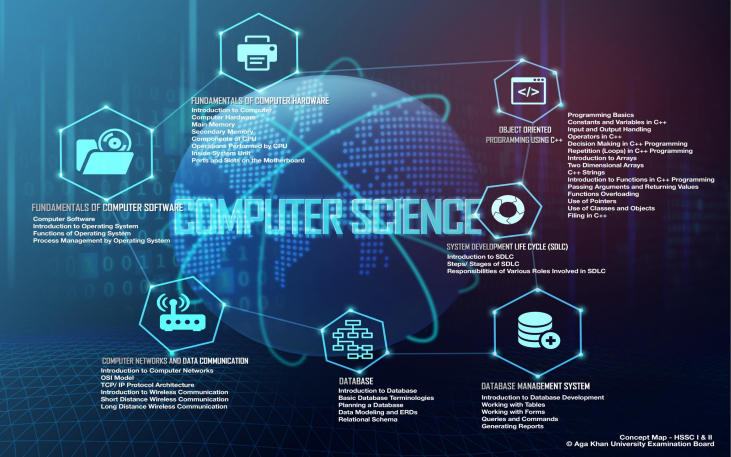 FUNDAMENTALS OF COMPUTER HARDWARE
Introduction to Computer
Computer Hardware
Main Memory
Secondary Memory
Components of CPU
Operations Performed by CPU
Inside System Unit
Ports and Slots on the Motherboard
OBJECT ORIENTED
PROGRAMMING USING C++
Programming Basics
Constants and Variables in C++
Input and Output Handling
Operators in C++
Decision Making in C++ Programming
Repetition (Loops) in C++ Programming
Introduction to Arrays
Two Dimensional Arrays
C++ Strings
Introduction to Functions in C++ Programming
Passing Arguments and Returning Values
Functions Overloading
Use of Pointers
Use of Classes and Objects
Filing in C++
FUNDAMENTALS OF COMPUTER SOFTWARE
Computer Software
Introduction to Operating System
Functions of Operating System
Process Management by Operating System
COMPUTER SCIENCE
SYSTEM DEVELOPMENT LIFE CYCLE (SDLC)
Introduction to SDLC
Steps/ Stages of SDLC
Responsibilities of Various Roles Involved in SDLC
COMPUTER NETWORKS AND DATA COMMUNICATION
Introduction to Computer Networks
OSI Model
TCP/ IP Protocol Architecture
Introduction to Wireless Communication
Short Distance Wireless Communication
Long Distance Wireless Communication
DATABASE
Introduction to Database
Basic Database Terminologies
Planning a Database
Data Modeling and ERDs
Relational Schema
DATABASE MANAGEMENT SYSTEM
Introduction to Database Development
Working with Tables
Working with Forms
Queries and Commands
Generating Reports
Concept Map - HSSC I & II
© Aga Khan University Examination Board